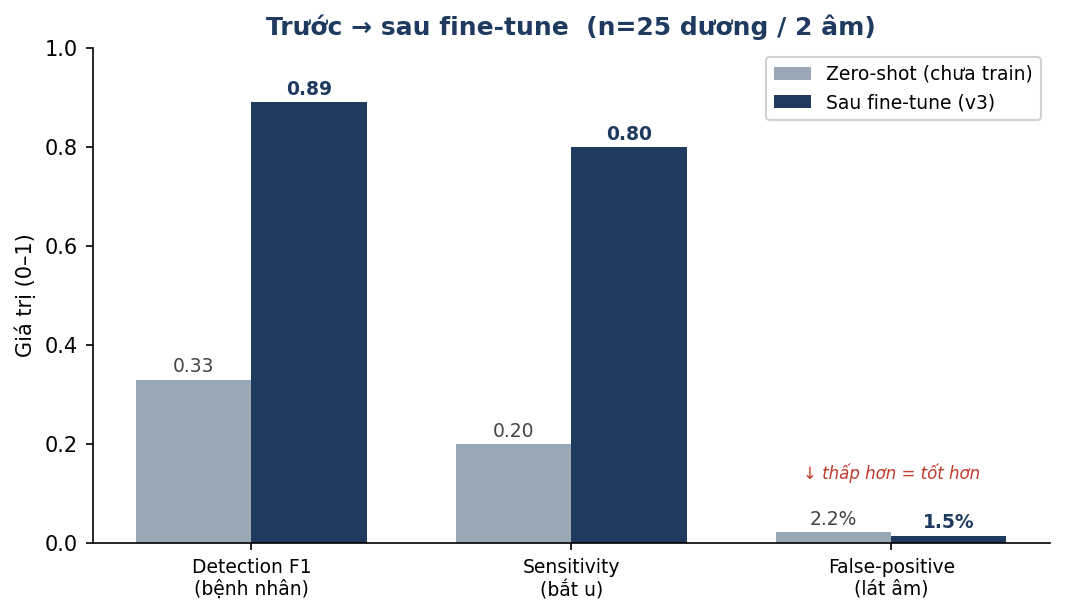 Trước → sau fine-tune (n=25 dương / 2 âm)
Zero-shot (chưa train)
Sau fine-tune (v3)
Giá trị (0–1)
1.0
0.8
0.6
0.4
0.2
0.0
0.33
0.89
0.20
0.80
↓ thấp hơn = tốt hơn
2.2%
1.5%
Detection F1
(bệnh nhân)
Sensitivity
(bắt u)
False-positive
(lát âm)